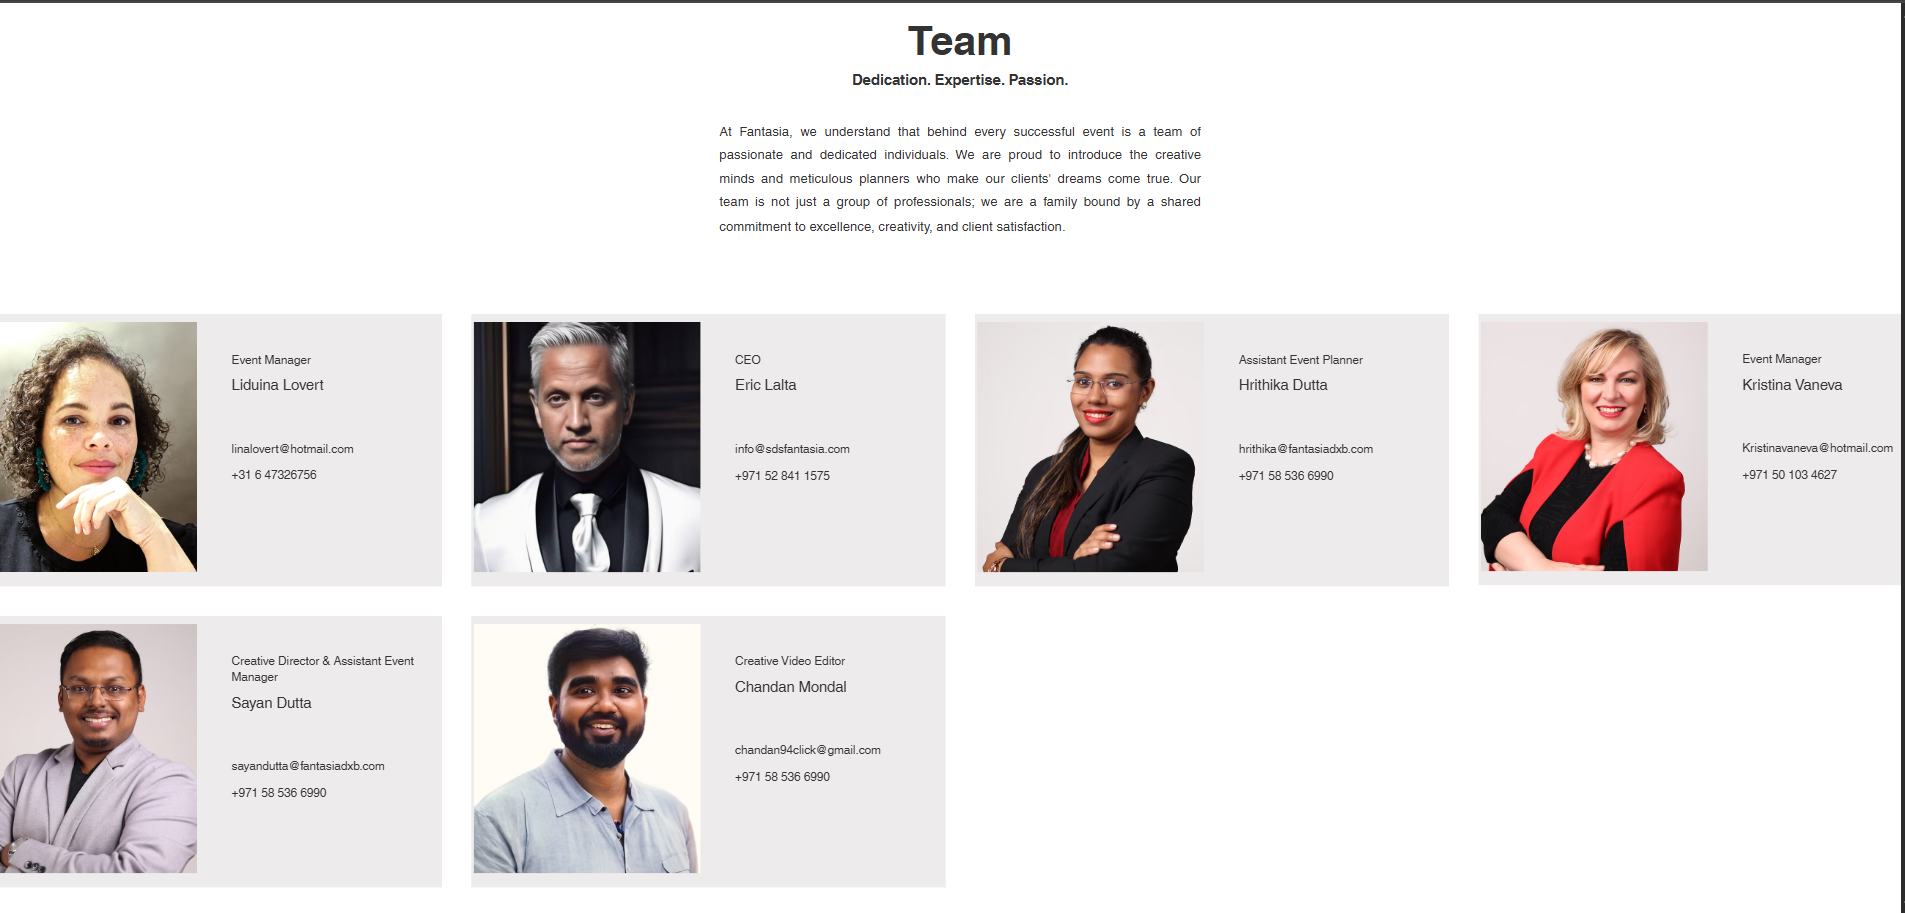 Team
Dedication. Expertise. Passion.
At Fantasia, we understand that behind every successful event is a team of
passionate and dedicated individuals. We are proud to introduce the creative
minds and meticulous planners who make our clients' dreams come true. Our
team is not just a group of professionals; we are a family bound by a shared
commitment to excellence, creativity, and client satisfaction.
Event Manager
Liduina Lovert
linalovert@hotmail.com
+31 6 47326756
CEO
Eric Lalta
info@sdsfantasia.com
+971 52 841 1575
Assistant Event Planner
Hrithika Dutta
hrithika@fantasiadxb.com
+971 58 536 6990
Event Manager
Kristina Vaneva
Kristinavaneva@hotmail.com
+971 50 103 4627
Creative Director & Assistant Event
Manager
Sayan Dutta
sayandutta@fantasiadxb.com
+971 58 536 6990
Creative Video Editor
Chandan Mondal
chandan94click@gmail.com
+971 58 536 6990